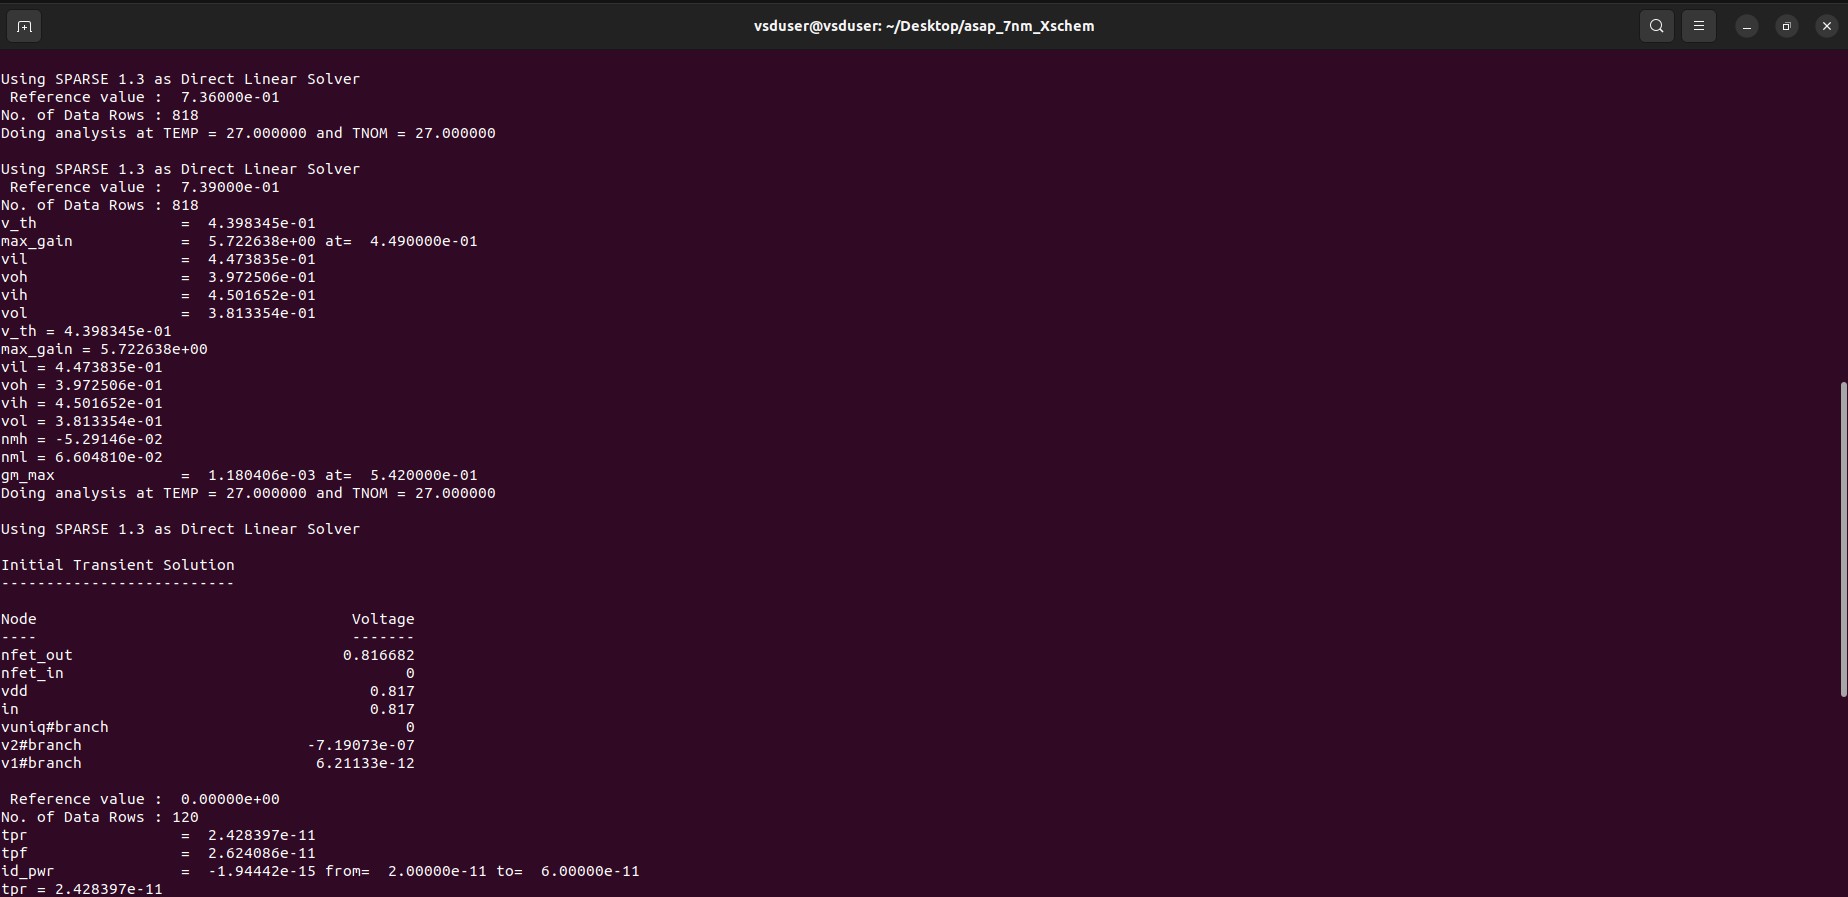 vsduser@vsduser: ~/Desktop/asap_7nm_Xschem
Using SPARSE 1.3 as Direct Linear Solver
Reference value :  7.36000e-01
No. of Data Rows : 818
Doing analysis at TEMP = 27.000000 and TNOM = 27.000000
Using SPARSE 1.3 as Direct Linear Solver
Reference value :  7.39000e-01
No. of Data Rows : 818
v_th                =  4.398345e-01
max_gain            =  5.722638e+00 at=  4.490000e-01
vil                 =  4.473835e-01
voh                 =  3.972506e-01
vih                 =  4.501652e-01
vol                 =  3.813354e-01
v_th = 4.398345e-01
max_gain = 5.722638e+00
vil = 4.473835e-01
voh = 3.972506e-01
vih = 4.501652e-01
vol = 3.813354e-01
nmh = -5.29146e-02
nml = 6.604810e-02
gm_max              =  1.180406e-03 at=  5.420000e-01
Doing analysis at TEMP = 27.000000 and TNOM = 27.000000
Using SPARSE 1.3 as Direct Linear Solver
Initial Transient Solution
--------------------------
Node                                   Voltage
----                                   -------
nfet_out                              0.816682
nfet_in                                      0
vdd                                      0.817
in                                       0.817
vuniq#branch                                 0
v2#branch                         -7.19073e-07
v1#branch                          6.21133e-12
Reference value :  0.00000e+00
No. of Data Rows : 120
tpr                 =  2.428397e-11
tpf                 =  2.624086e-11
id_pwr              =  -1.94442e-15 from=  2.00000e-11 to=  6.00000e-11
tpr = 2.428397e-11